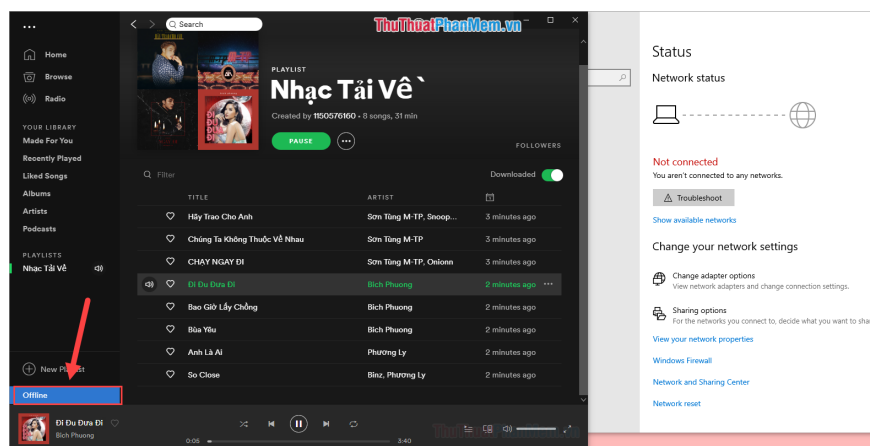 Search
ThuThuatPhanMem.vn
Home
Browse
Radio
YOUR LIBRARY
Made For You
Recently Played
Liked Songs
Albums
Artists
Podcasts
PLAYLISTS
Nhạc Tải Về
New Playlist
Offline
PLAYLIST
Nhạc Tải Về `
Created by 1150576160 • 8 songs, 31 min
PAUSE
FOLLOWERS
Filter
Downloaded
TITLE ARTIST
Hãy Trao Cho Anh Sơn Tùng M-TP, Snoop... 3 minutes ago
Chúng Ta Không Thuộc Về Nhau Sơn Tùng M-TP 3 minutes ago
CHẠY NGAY ĐI Sơn Tùng M-TP, Onionn 3 minutes ago
Đi Đu Đưa Đi Bích Phuong 2 minutes ago
Bao Giờ Lấy Chồng Bích Phuong 2 minutes ago
Bùa Yêu Bích Phuong 2 minutes ago
Anh Là Ai Phương Ly 2 minutes ago
So Close Binz, Phương Ly 2 minutes ago
Đi Đu Đưa Đi
Bích Phuong
0:05
3:40
Status
Network status
Not connected
You aren't connected to any networks.
Troubleshoot
Show available networks
Change your network settings
Change adapter options
View network adapters and change connection settings.
Sharing options
For the networks you connect to, decide what you want to sha
View your network properties
Windows Firewall
Network and Sharing Center
Network reset